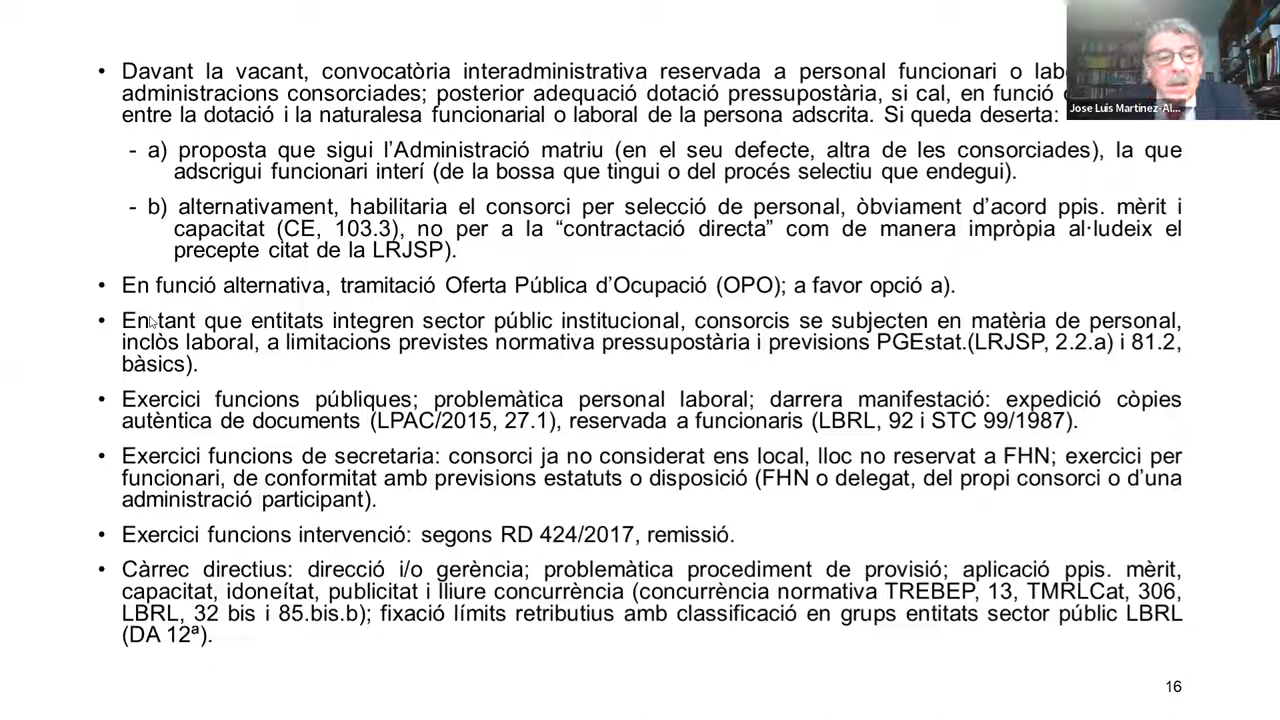 • Davant la vacant, convocatòria interadministrativa reservada a personal funcionari o
administracions consorciades; posterior adequació dotació pressupostària, si cal, en funció
entre la dotació i la naturalesa funcionarial o laboral de la persona adscrita. Si queda deserta:
- a) proposta que sigui l’Administració matriu (en el seu defecte, altra de les consorciades), la que
adscrigui funcionari interí (de la bossa que tingui o del procés selectiu que endegui).
- b) alternativament, habilitaria el consorci per selecció de personal, òbviament d’acord ppis. mèrit i
capacitat (CE, 103.3), no per a la “contractació directa” com de manera impròpia al·ludeix el
precepte citat de la LRJSP).
• En funció alternativa, tramitació Oferta Pública d’Ocupació (OPO); a favor opció a).
• En tant que entitats integren sector públic institucional, consorcis se subjecten en matèria de personal,
inclòs laboral, a limitacions previstes normativa pressupostària i previsions PGEstat.(LRJSP, 2.2.a) i 81.2,
bàsics).
• Exercici funcions públiques; problemàtica personal laboral; darrera manifestació: expedició còpies
autèntica de documents (LPAC/2015, 27.1), reservada a funcionaris (LBRL, 92 i STC 99/1987).
• Exercici funcions de secretaria: consorci ja no considerat ens local, lloc no reservat a FHN; exercici per
funcionari, de conformitat amb previsions estatuts o disposició (FHN o delegat, del propi consorci o d’una
administració participant).
• Exercici funcions intervenció: segons RD 424/2017, remissió.
• Càrrec directius: direcció i/o gerència; problemàtica procediment de provisió; aplicació ppis. mèrit,
capacitat, idoneïtat, publicitat i lliure concurrència (concurrència normativa TREBEP, 13, TMRLCat, 306,
LBRL, 32 bis i 85.bis.b); fixació límits retributius amb classificació en grups entitats sector públic LBRL
(DA 12ª).
16
Jose Luis Martínez-Al...